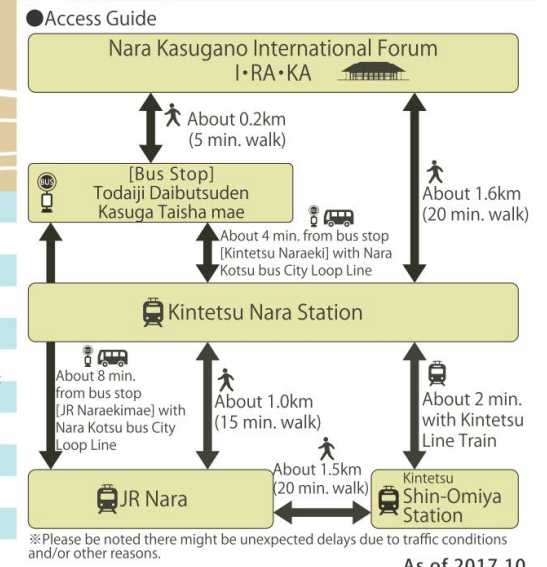 ●Access Guide
Nara Kasugano International Forum
I・RA・KA
About 0.2km
(5 min. walk)
[Bus Stop]
Todaiji Daibutsuden
Kasuga Taisha mae
BUS
About 1.6km
(20 min. walk)
About 4 min. from bus stop
[Kintetsu Naraeki] with Nara
Kotsu bus City Loop Line
Kintetsu Nara Station
About 8 min.
from bus stop
[JR Naraekimae] with
Nara Kotsu bus City
Loop Line
About 1.0km
(15 min. walk)
About 2 min.
with Kintetsu
Line Train
About 1.5km
(20 min. walk)
JR Nara
Kintetsu
Shin-Omiya
Station
※Please be noted there might be unexpected delays due to traffic conditions
and/or other reasons.
As of 2017.10